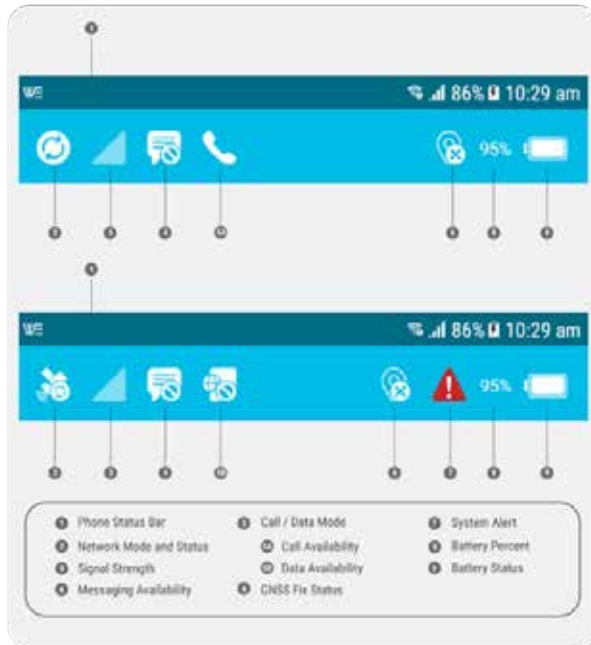 86% 10:29 am
95%
86% 10:29 am
95%
Phone Status Bar
Network Mode and Status
Signal Strength
Messaging Availability
Call / Data Mode
Call Availability
Data Availability
GNSS Fix Status
System Alert
Battery Percent
Battery Status